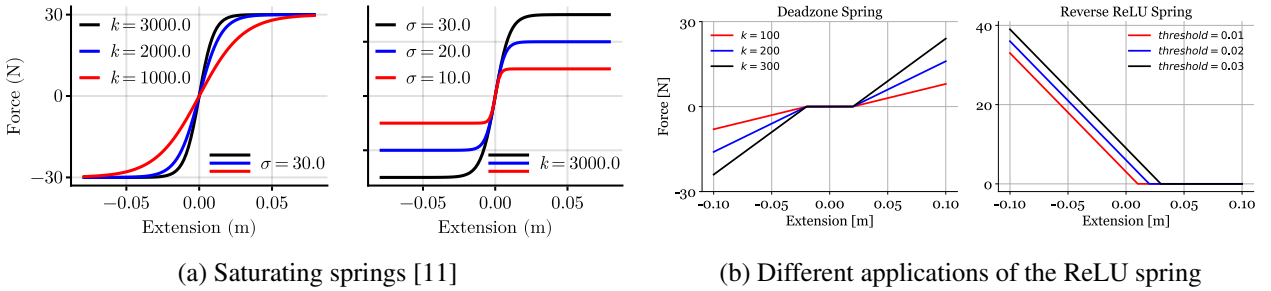 30
0
−30
Force (N)
k = 3000.0
k = 2000.0
k = 1000.0
σ = 30.0
−0.05 0.00 0.05
Extension (m)
σ = 30.0
σ = 20.0
σ = 10.0
k = 3000.0
−0.05 0.00 0.05
Extension (m)
(a) Saturating springs [11]
Deadzone Spring
30
0
-30
Force [N]
k = 100
k = 200
k = 300
-0.10 -0.05 0.00 0.05 0.10
Extension [m]
Reverse ReLU Spring
40
20
0
threshold = 0.01
threshold = 0.02
threshold = 0.03
-0.10 -0.05 0.00 0.05 0.10
Extension [m]
(b) Different applications of the ReLU spring